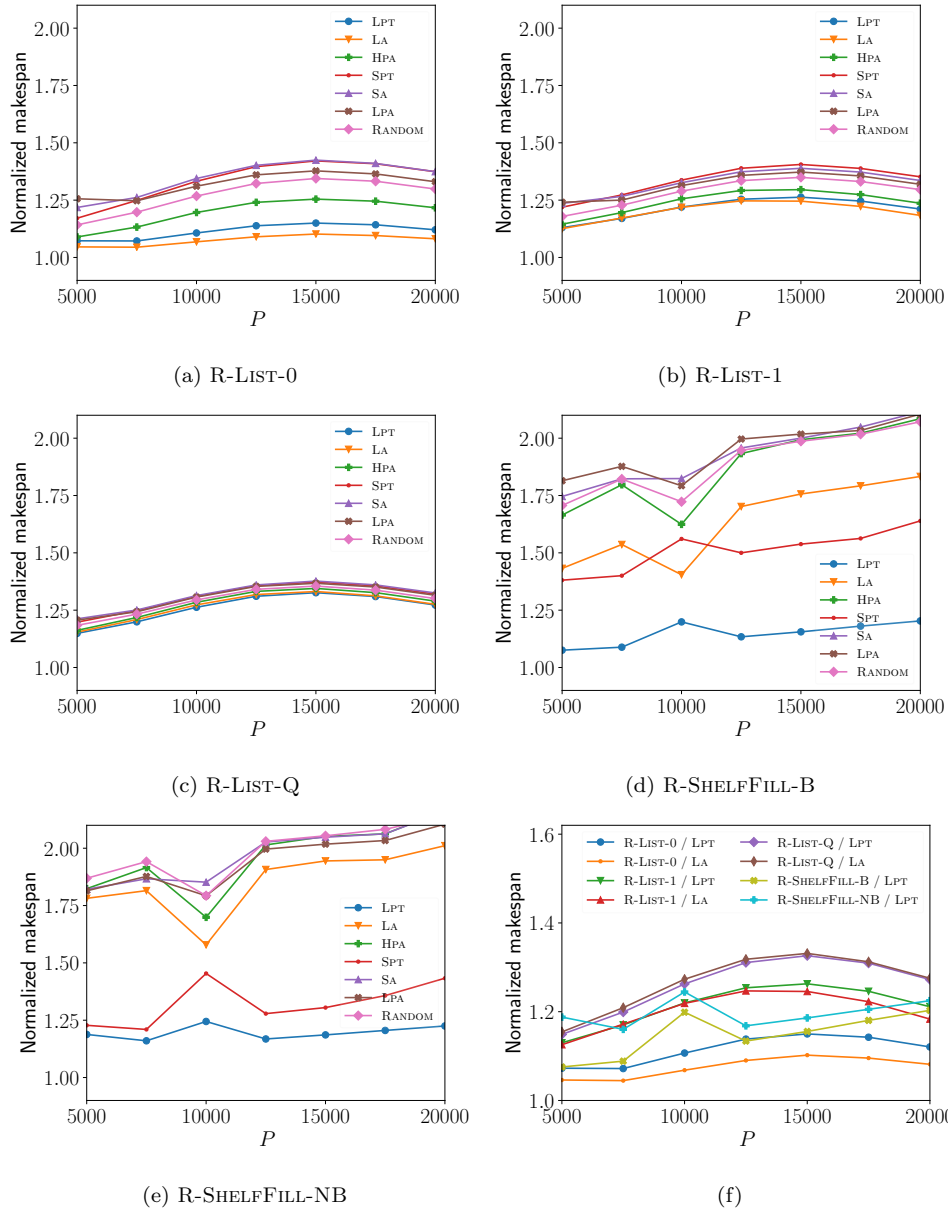 2.00
1.75
1.50
1.25
1.00
Normalized makespan
LPT
LA
HPA
SPT
SA
LPA
RANDOM
5000 10000 15000 20000
P
(a) R-LIST-0
2.00
1.75
1.50
1.25
1.00
Normalized makespan
LPT
LA
HPA
SPT
SA
LPA
RANDOM
5000 10000 15000 20000
P
(b) R-LIST-1
2.00
1.75
1.50
1.25
1.00
Normalized makespan
LPT
LA
HPA
SPT
SA
LPA
RANDOM
5000 10000 15000 20000
P
(c) R-LIST-Q
2.00
1.75
1.50
1.25
1.00
Normalized makespan
LPT
LA
HPA
SPT
SA
LPA
RANDOM
5000 10000 15000 20000
P
(d) R-SHELFFILL-B
2.00
1.75
1.50
1.25
1.00
Normalized makespan
LPT
LA
HPA
SPT
SA
LPA
RANDOM
5000 10000 15000 20000
P
(e) R-SHELFFILL-NB
1.6
1.4
1.2
1.0
Normalized makespan
R-LIST-0 / LPT
R-LIST-0 / LA
R-LIST-1 / LPT
R-LIST-1 / LA
R-LIST-Q / LPT
R-LIST-Q / LA
R-SHELFFILL-B / LPT
R-SHELFFILL-NB / LPT
5000 10000 15000 20000
P
(f)